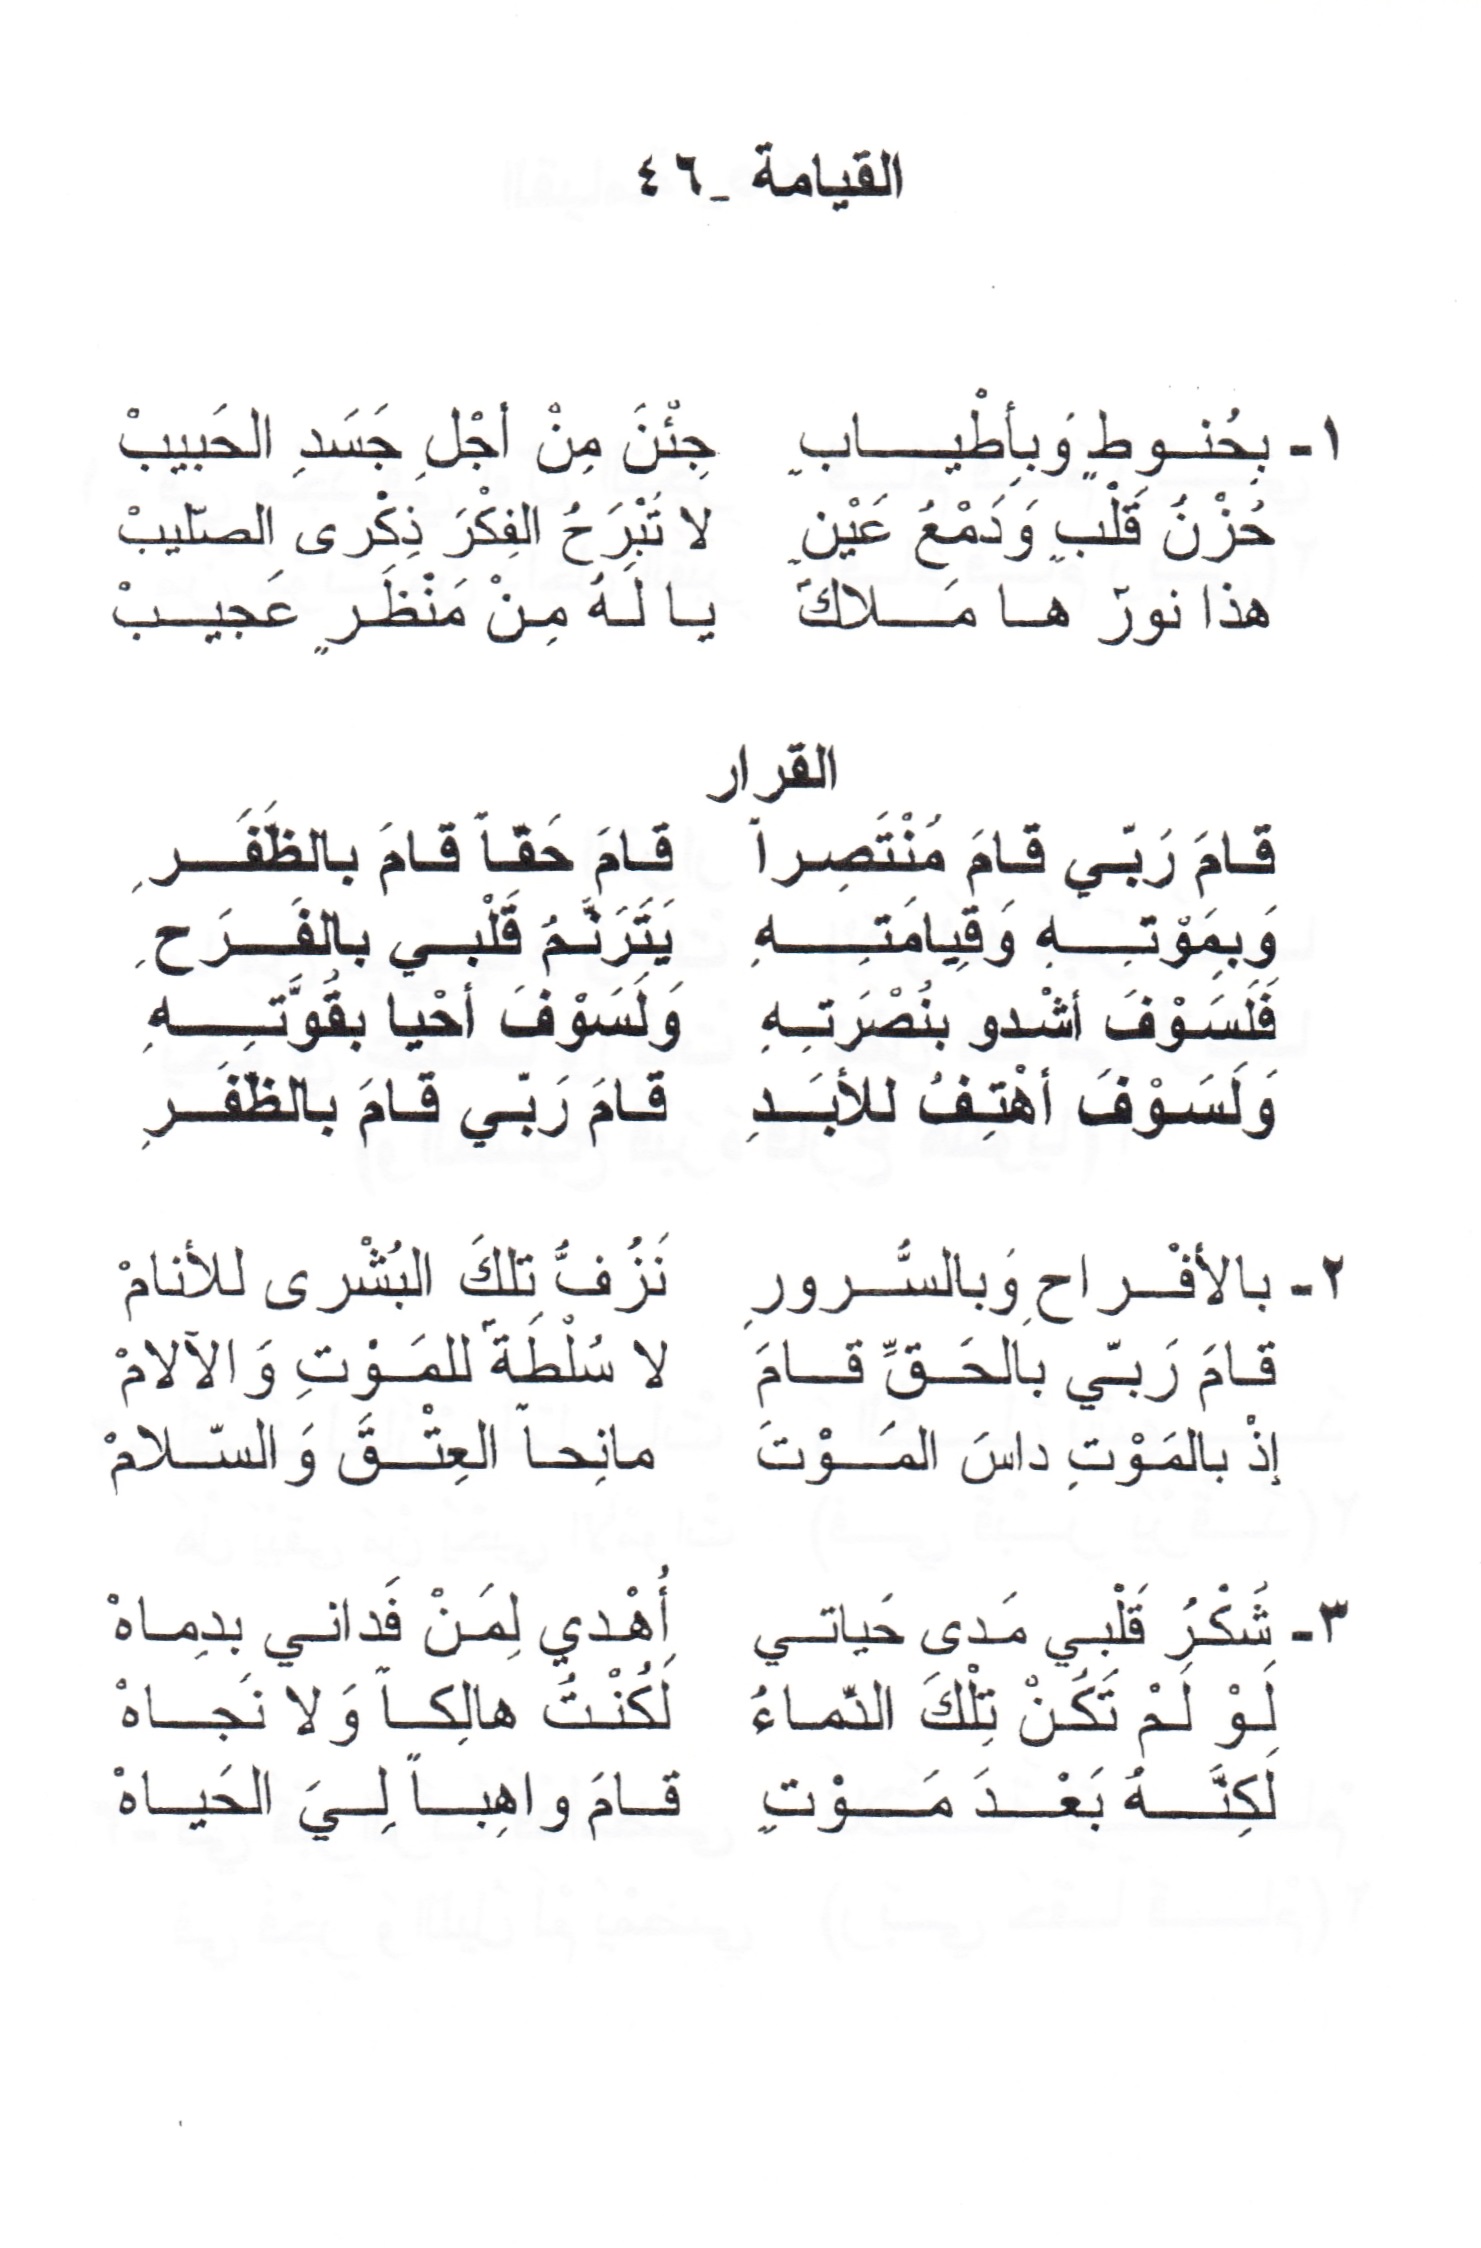 القيامة _٤٦
١- بِحُنوطٍ وَبِأطْيابٍ جِئْنَ مِنْ أجْلِ جَسَدِ الحَبيبْ
حُزْنُ قَلْبٍ وَدَمْعُ عَيْنٍ لا تَبْرَحُ الفِكْرَ ذِكْرى الصّليبْ
هذا نورٌ ها مَلاكٌ يا لَهُ مِنْ مَنْظَرٍ عَجيبْ
القرار
قامَ رَبّي قامَ مُنْتَصِراً قامَ حَقّاً قامَ بالظّفَرِ
وَبِمَوْتِهِ وَقِيامَتِهِ يَتَرَنَّمُ قَلْبي بالفَرَحِ
فَلَسَوْفَ أشْدو بنُصْرَتِهِ وَلَسَوْفَ أحْيا بقُوَّتِهِ
وَلَسَوْفَ أهْتِفُ للأبَدِ قامَ رَبّي قامَ بالظّفَرِ
٢- بالأفْراحِ وَبالسُّرورِ نَزُفُّ تِلكَ البُشْرى للأنامْ
قامَ رَبّي بالحَقِّ قامَ لا سُلْطَةً للمَوْتِ وَالآلامْ
إذْ بالمَوْتِ داسَ المَوْتَ مانِحاً العِتْقَ وَالسّلامْ
٣- شُكْرُ قَلْبي مَدى حَياتي أُهْدي لِمَنْ فَداني بدِماهْ
لَوْ لَمْ تَكُنْ تِلْكَ الدِّماءُ لَكُنْتُ هالِكاً وَلا نَجاهْ
لَكِنَّهُ بَعْدَ مَوْتٍ قامَ واهِباً لِيَ الحَياهْ